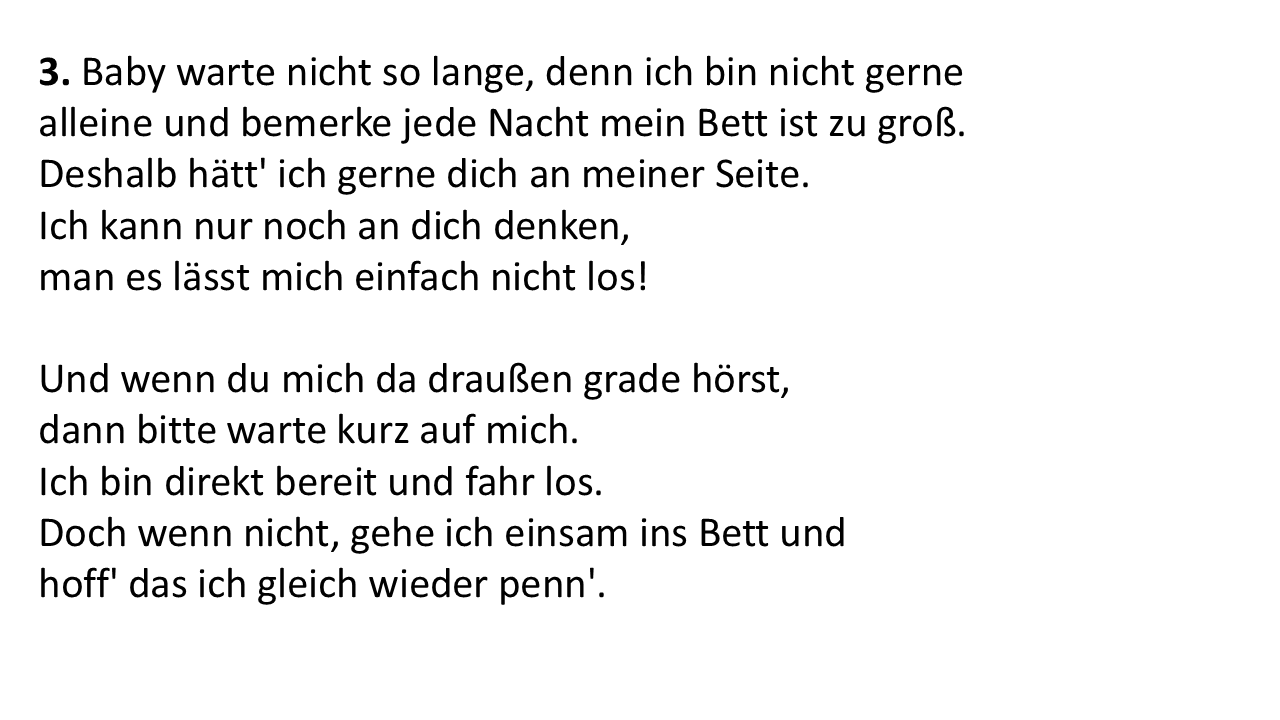 3. Baby warte nicht so lange, denn ich bin nicht gerne
alleine und bemerke jede Nacht mein Bett ist zu groß.
Deshalb hätt' ich gerne dich an meiner Seite.
Ich kann nur noch an dich denken,
man es lässt mich einfach nicht los!

Und wenn du mich da draußen grade hörst,
dann bitte warte kurz auf mich.
Ich bin direkt bereit und fahr los.
Doch wenn nicht, gehe ich einsam ins Bett und
hoff' das ich gleich wieder penn'.